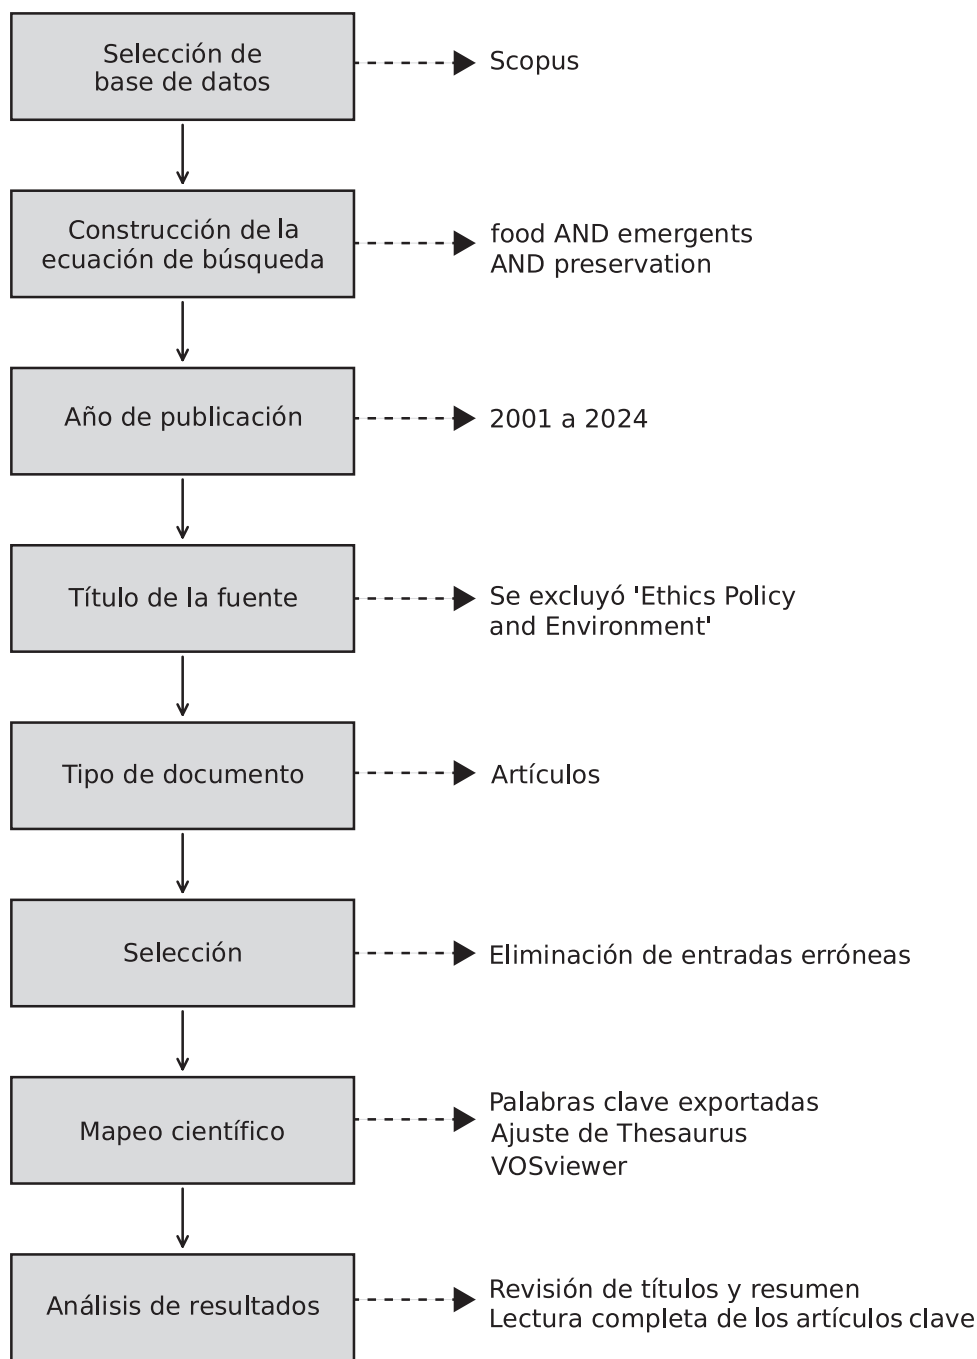 Selección de
base de datos
Scopus
Construcción de la
ecuación de búsqueda
food AND emergents
AND preservation
Año de publicación
2001 a 2024
Título de la fuente
Se excluyó 'Ethics Policy
and Environment'
Tipo de documento
Artículos
Selección
Eliminación de entradas erróneas
Mapeo científico
Palabras clave exportadas
Ajuste de Thesaurus
VOSviewer
Análisis de resultados
Revisión de títulos y resumen
Lectura completa de los artículos clave